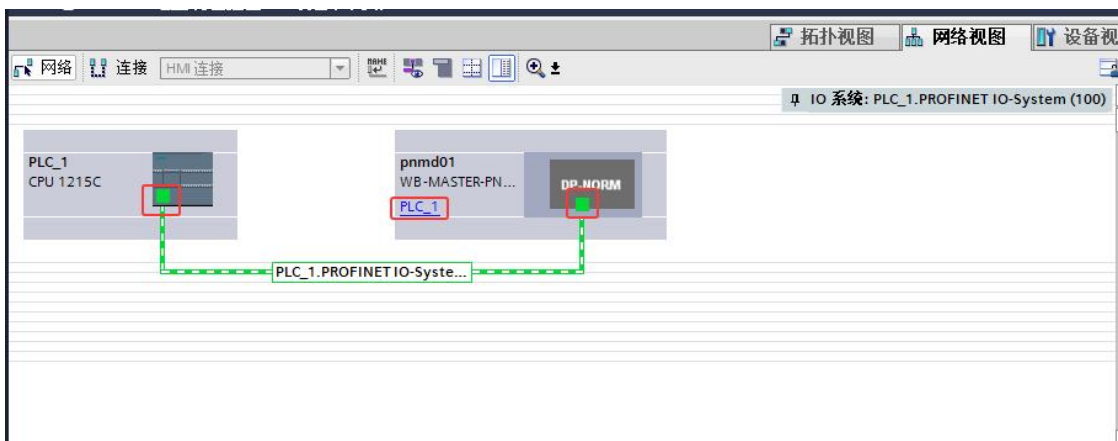 拓扑视图 网络视图 设备视
网络 连接 HMI 连接
IO 系统: PLC_1.PROFINET IO-System (100)
PLC_1
CPU 1215C
pnmd01
WB-MASTER-PN...
PLC_1
DP-NORM
PLC_1.PROFINET IO-Syste...